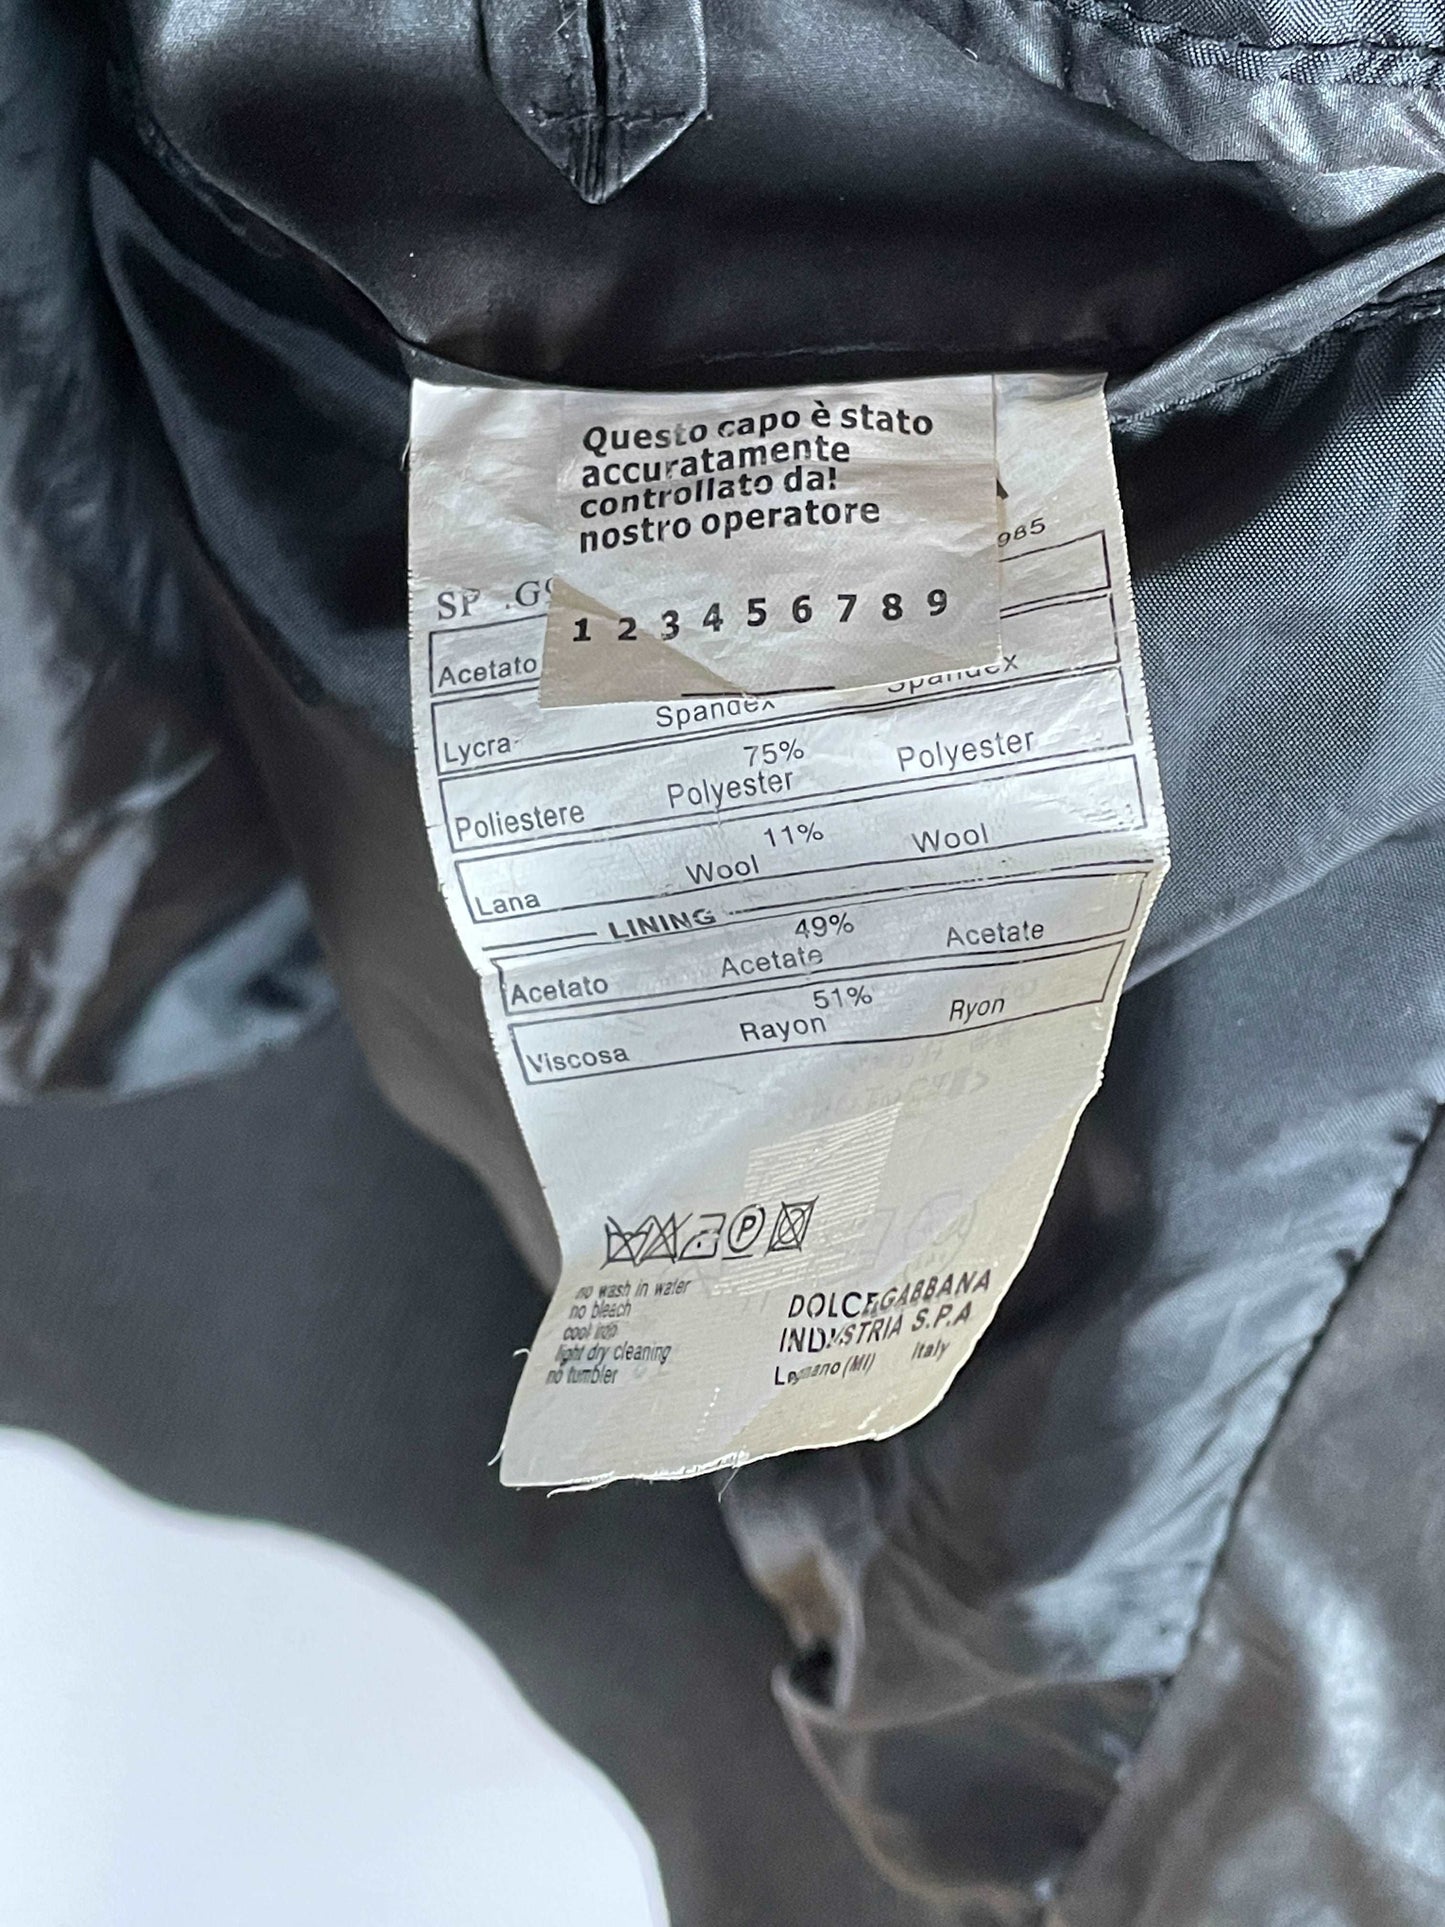 Questo capo è stato
accuratamente
controllato dal
nostro operatore
985
SP .G
1 2 3 4 5 6 7 8 9
Acetato
Lycra Spandex Spandex
75%
Poliestere Polyester Polyester
11%
Lana Wool Wool
LINING
49%
Acetato Acetate Acetate
51%
Viscosa Rayon Ryon
P
no wash in water
no bleach
cool iron
light dry cleaning
no tumbler
DOLCE GABBANA
INDUSTRIA S.P.A
Legnano (MI) Italy